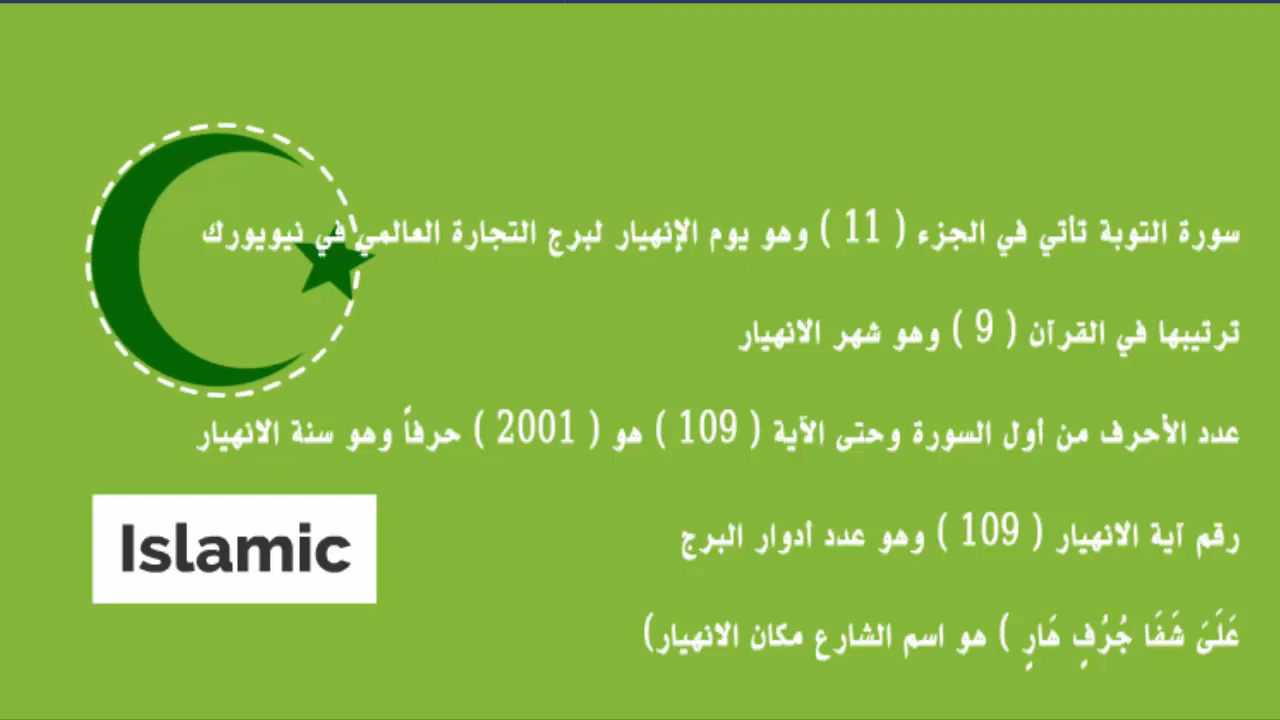 سورة التوبة تأتي في الجزء ( 11 ) وهو يوم الإنهيار لبرج التجارة العالمي في نيويورك
ترتيبها في القرآن ( 9 ) وهو شهر الانهيار
عدد الأحرف من أول السورة وحتى الآية ( 109 ) هو ( 2001 ) حرفاً وهو سنة الانهيار
رقم آية الانهيار ( 109 ) وهو عدد أدوار البرج
عَلَىَ شَفَا جُرُفٍ هَارٍ ) هو اسم الشارع مكان الانهيار)
Islamic